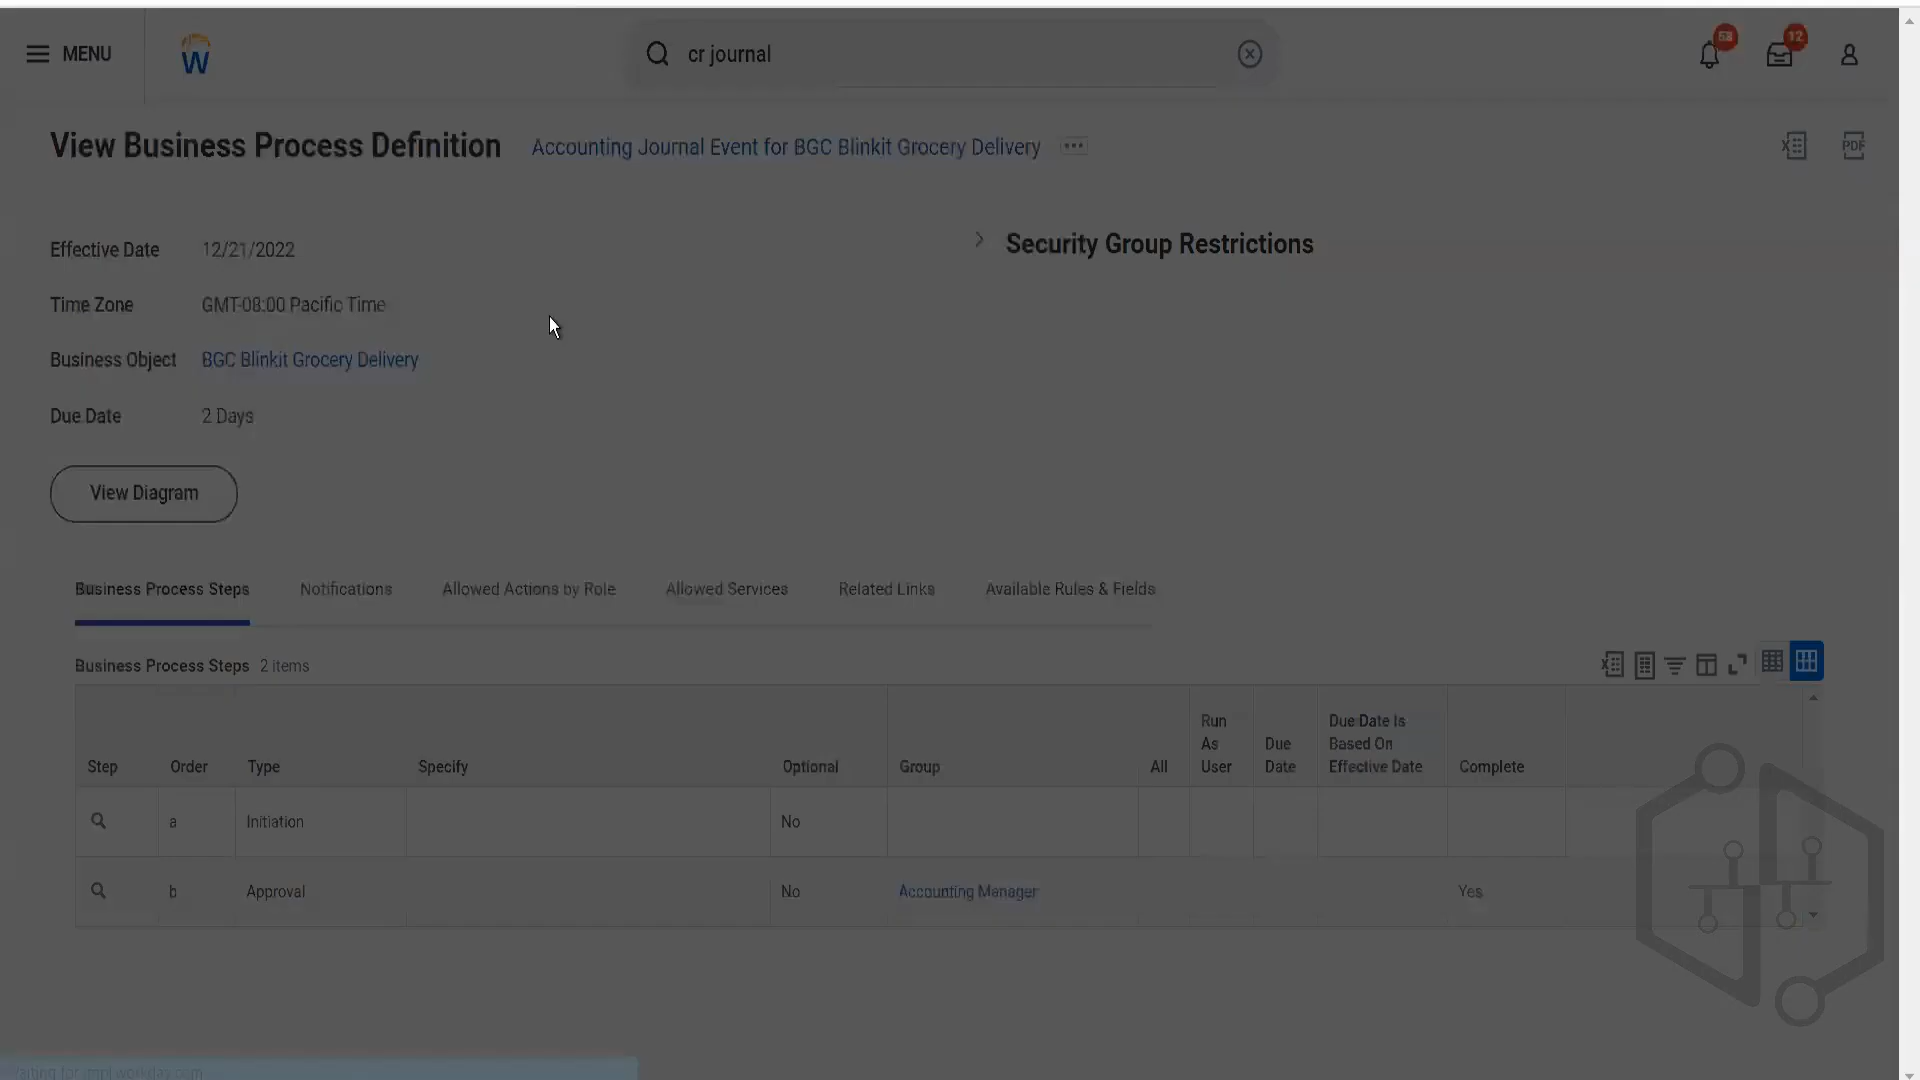 MENU
W
cr journal
58
12
View Business Process Definition
Accounting Journal Event for BGC Blinkit Grocery Delivery
PDF
Effective Date 12/21/2022
Security Group Restrictions
Time Zone GMT-08:00 Pacific Time
Business Object BGC Blinkit Grocery Delivery
Due Date 2 Days
View Diagram
Business Process Steps Notifications Allowed Actions by Role Allowed Services Related Links Available Rules & Fields
Business Process Steps 2 items
Step Order Type Specify Optional Group All Run As User Due Date Due Date Is Based On Effective Date Complete
a Initiation No
b Approval No Accounting Manager Yes